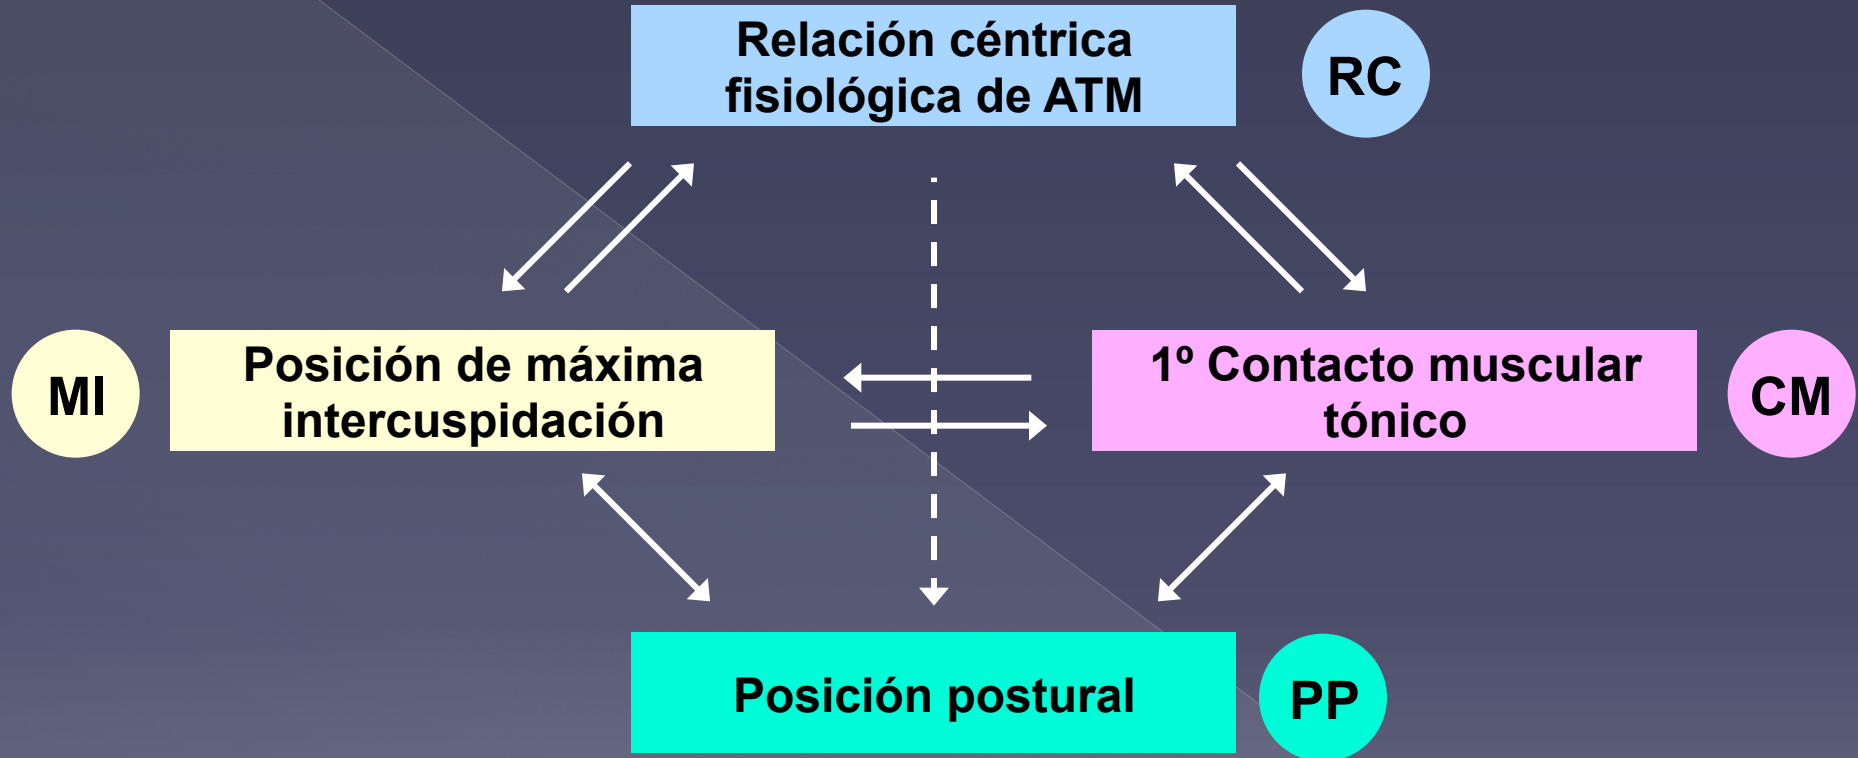 Relación céntrica
fisiológica de ATM
RC
MI
Posición de máxima
intercuspidación
1º Contacto muscular
tónico
CM
Posición postural
PP